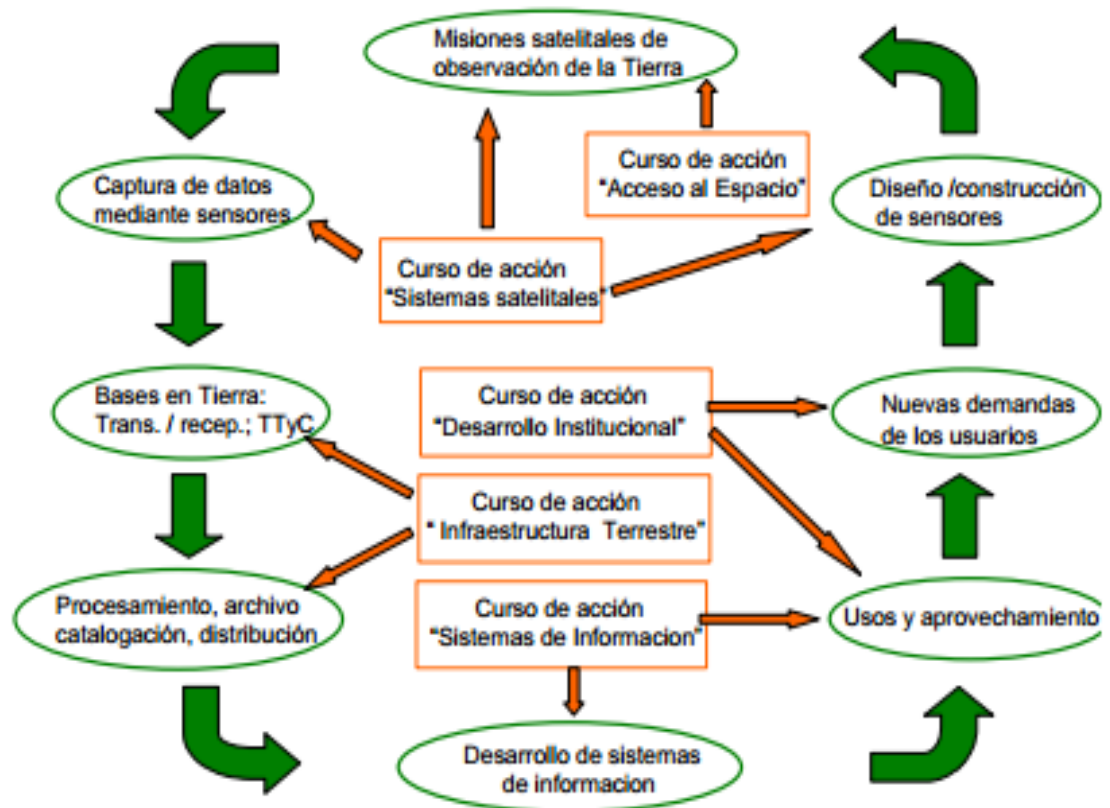 Misiones satelitales de
observación de la Tierra
Curso de acción
"Acceso al Espacio"
Captura de datos
mediante sensores
Diseño /construcción
de sensores
Curso de acción
"Sistemas satelitales"
Bases en Tierra:
Trans. / recep.; TTyC
Curso de acción
"Desarrollo Institucional"
Nuevas demandas
de los usuarios
Curso de acción
" Infraestructura Terrestre"
Procesamiento, archivo
catalogación, distribución
Curso de acción
"Sistemas de Informacion"
Usos y aprovechamiento
Desarrollo de sistemas
de informacion